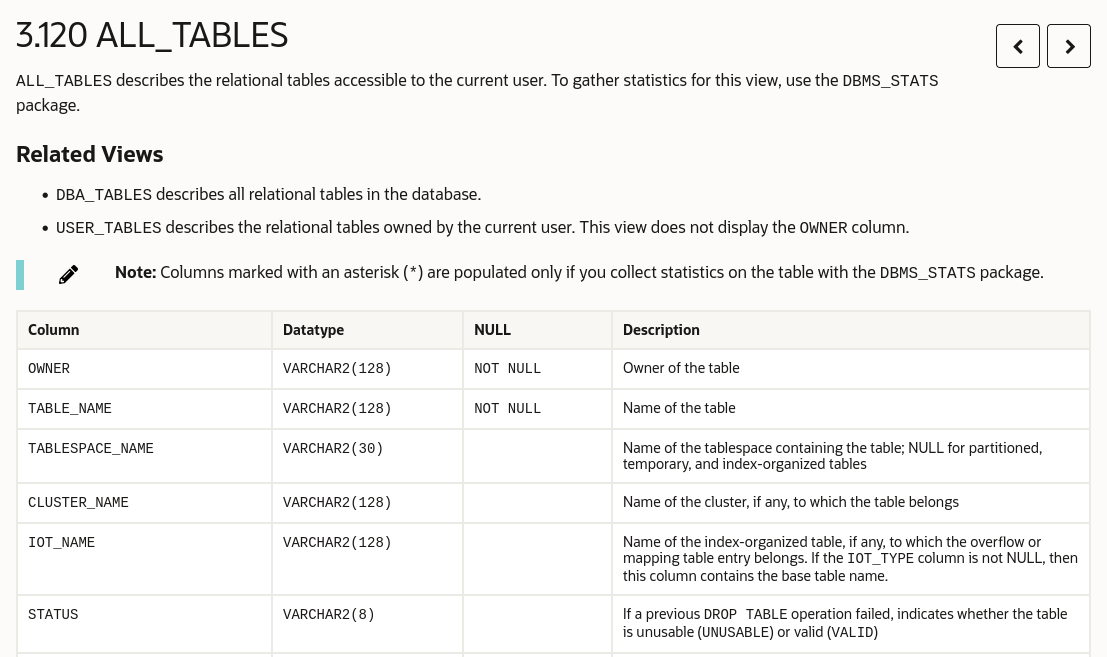 3.120 ALL_TABLES
ALL_TABLES describes the relational tables accessible to the current user. To gather statistics for this view, use the DBMS_STATS
package.
Related Views
• DBA_TABLES describes all relational tables in the database.
• USER_TABLES describes the relational tables owned by the current user. This view does not display the OWNER column.
Note: Columns marked with an asterisk (*) are populated only if you collect statistics on the table with the DBMS_STATS package.
Column Datatype NULL Description
OWNER VARCHAR2(128) NOT NULL Owner of the table
TABLE_NAME VARCHAR2(128) NOT NULL Name of the table
TABLESPACE_NAME VARCHAR2(30) Name of the tablespace containing the table; NULL for partitioned,
temporary, and index-organized tables
CLUSTER_NAME VARCHAR2(128) Name of the cluster, if any, to which the table belongs
IOT_NAME VARCHAR2(128) Name of the index-organized table, if any, to which the overflow or
mapping table entry belongs. If the IOT_TYPE column is not NULL, then
this column contains the base table name.
STATUS VARCHAR2(8) If a previous DROP TABLE operation failed, indicates whether the table
is unusable (UNUSABLE) or valid (VALID)